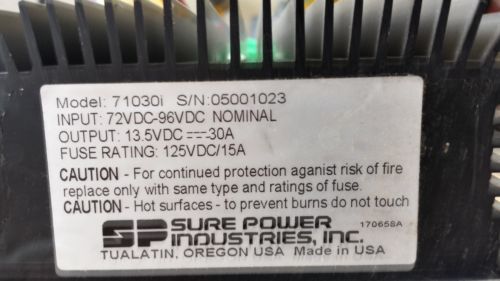 Model: 71030i S/N:05001023
INPUT: 72VDC-96VDC NOMINAL
OUTPUT: 13.5VDC⎓30A
FUSE RATING: 125VDC/15A
CAUTION - For continued protection aganist risk of fire
replace only with same type and ratings of fuse.
CAUTION - Hot surfaces - to prevent burns do not touch
SP SURE POWER
INDUSTRIES, INC. 170658A
TUALATIN, OREGON USA Made in USA